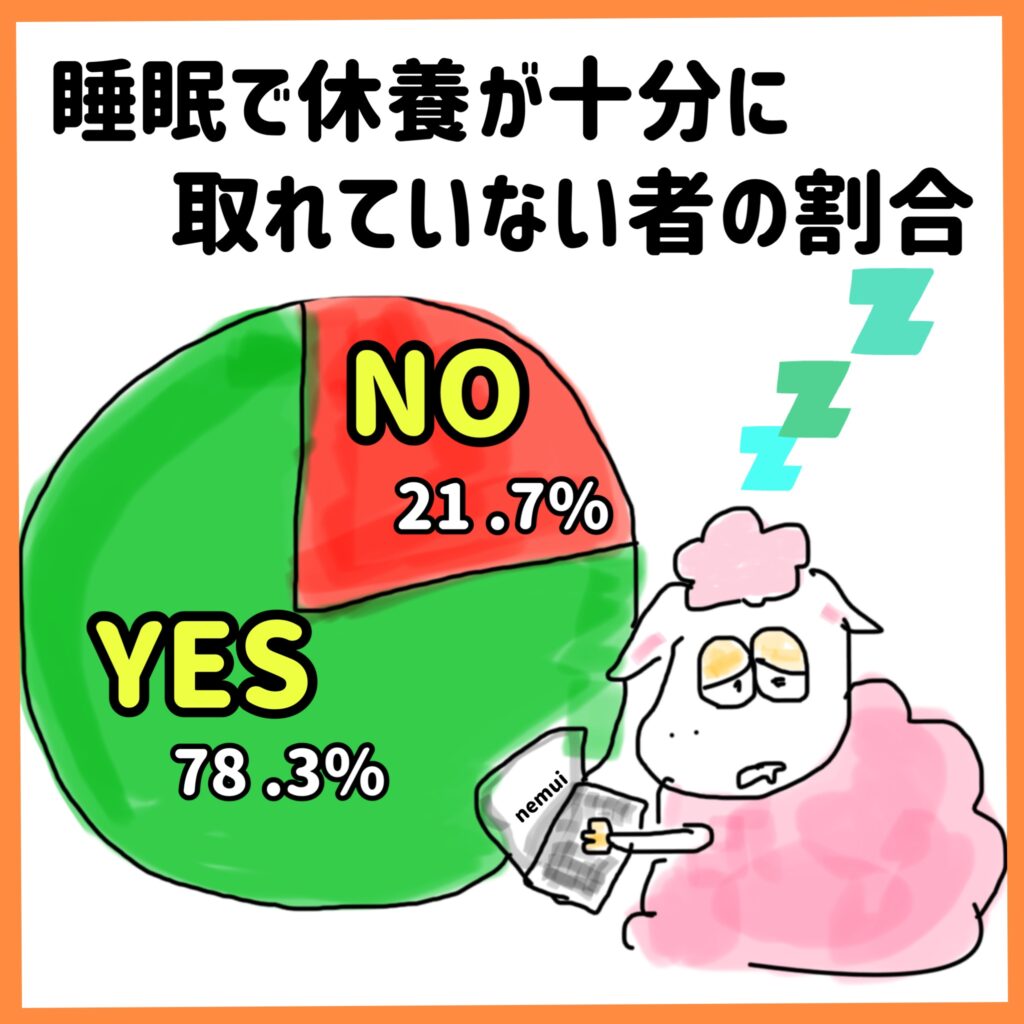 睡眠で休養が十分に
取れていない者の割合
Z
Z
Z
NO
21.7%
YES
78.3%
nemui